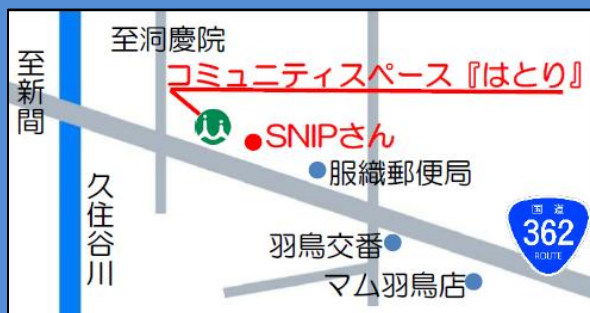 至洞慶院
至新間
コミュニティスペース『はとり』
SNIPさん
服織郵便局
久住谷川
国道
362
ROUTE
羽鳥交番
マム羽鳥店